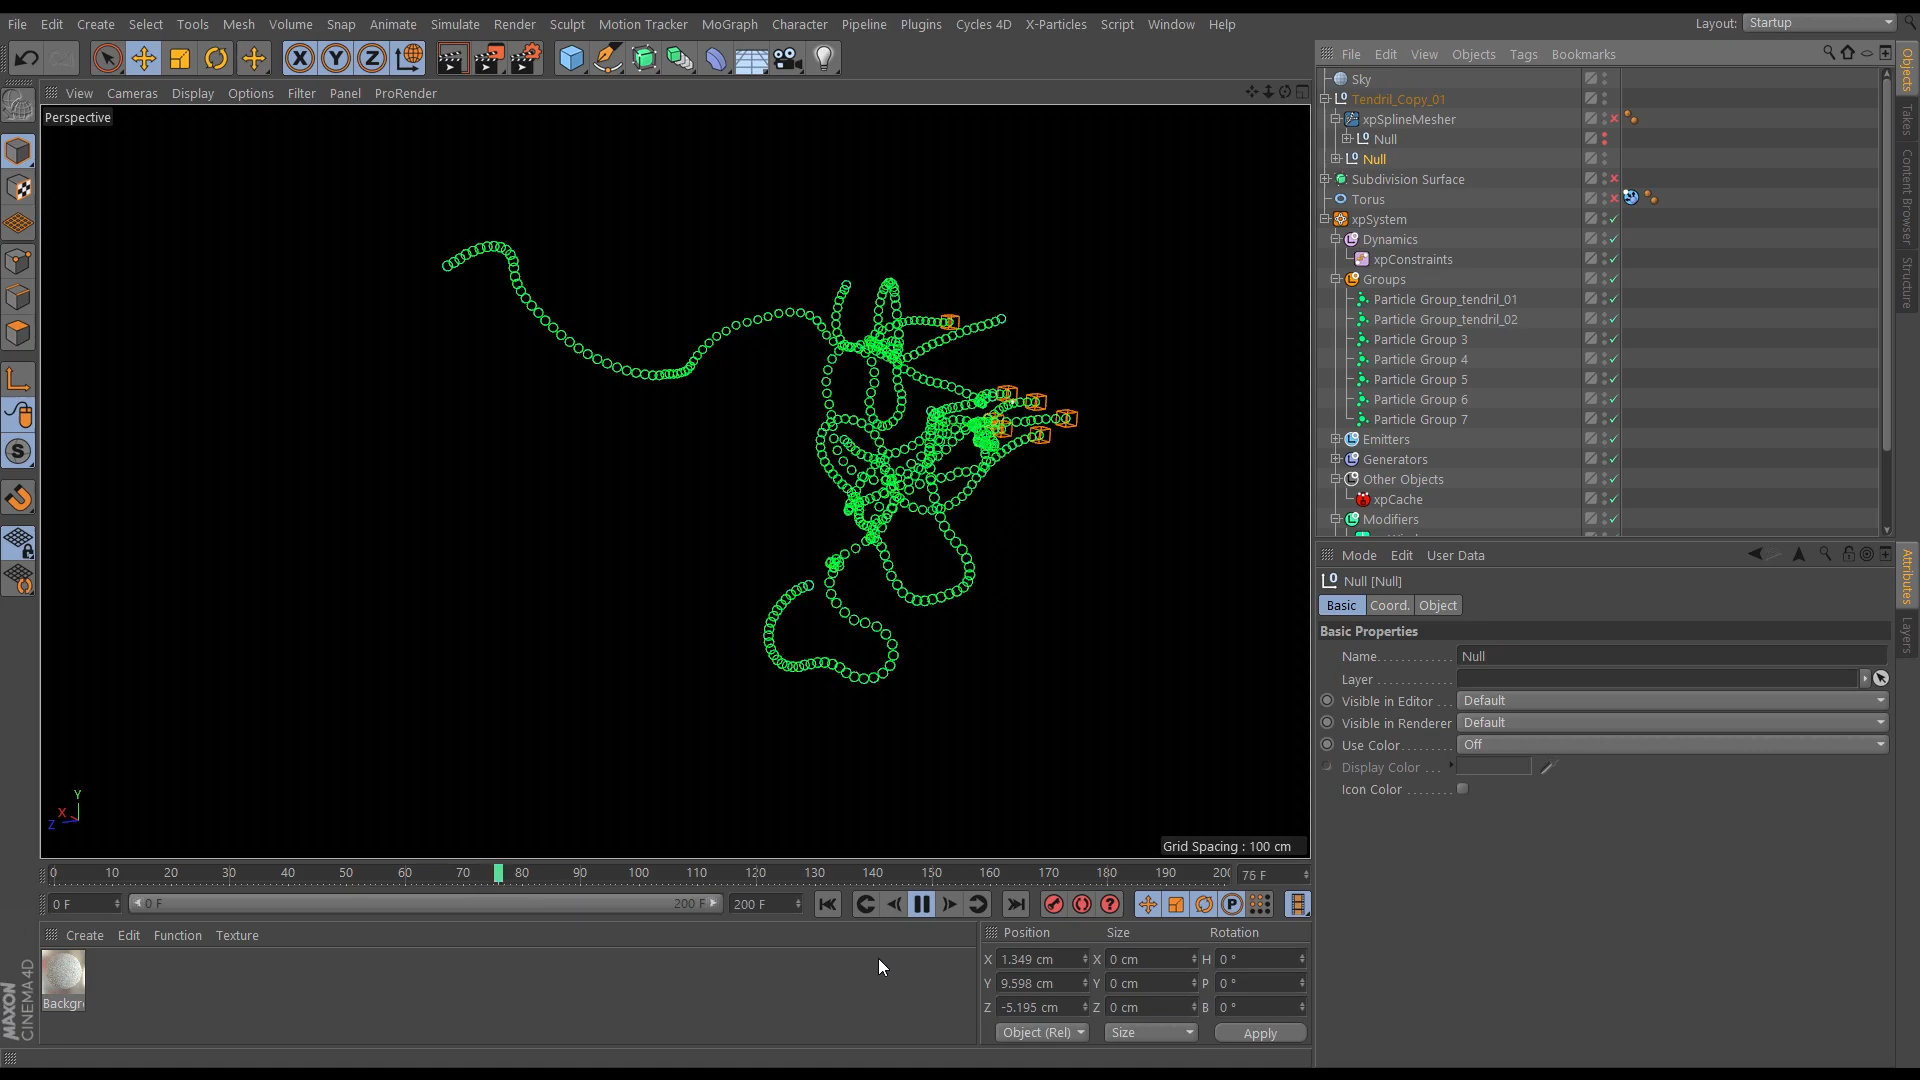 File Edit Create Select Tools Mesh Volume Snap Animate Simulate Render Sculpt Motion Tracker MoGraph Character Pipeline Plugins Cycles 4D X-Particles Script Window Help Layout: Startup
File Edit View Objects Tags Bookmarks
View Cameras Display Options Filter Panel ProRender
Perspective
Sky
Tendril_Copy_01
xpSplineMesher
Null
Null
Subdivision Surface
Torus
xpSystem
Dynamics
xpConstraints
Groups
Particle Group_tendril_01
Particle Group_tendril_02
Particle Group 3
Particle Group 4
Particle Group 5
Particle Group 6
Particle Group 7
Emitters
Generators
Other Objects
xpCache
Modifiers
Objects
Takes
Content Browser
Structure
Mode Edit User Data
Null [Null]
Basic Coord. Object
Basic Properties
Name Null
Layer
Visible in Editor Default
Visible in Renderer Default
Use Color Off
Display Color
Icon Color
Attributes
Layers
Y
X
Z
Grid Spacing : 100 cm
0 10 20 30 40 50 60 70 80 90 100 110 120 130 140 150 160 170 180 190 200 75 F
0 F 0 F 200 F 200 F
P
Create Edit Function Texture
Backgr
Position Size Rotation
X 1.349 cm X 0 cm H 0 °
Y 9.598 cm Y 0 cm P 0 °
Z -5.195 cm Z 0 cm B 0 °
Object (Rel) Size Apply
MAXON
CINEMA 4D